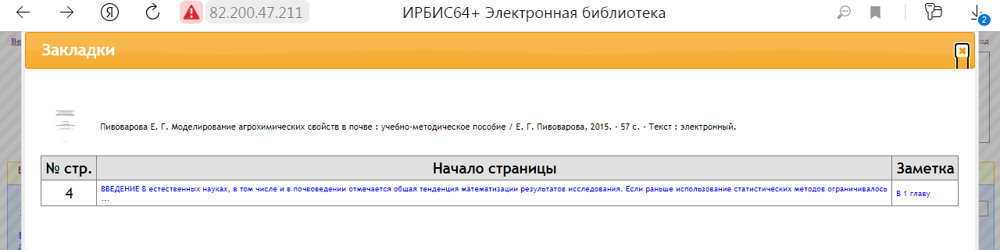 82.200.47.211 ИРБИС64+ Электронная библиотека
2
Закладки
Пивоварова Е. Г. Моделирование агрохимических свойств в почве : учебно-методическое пособие / Е. Г. Пивоварова, 2015. - 57 с. - Текст : электронный.
№ стр. Начало страницы Заметка
4 ВВЕДЕНИЕ В естественных науках, в том числе и в почвоведении отмечается общая тенденция математизации результатов исследования. Если раньше использование статистических методов ограничивалось В 1 главу
...